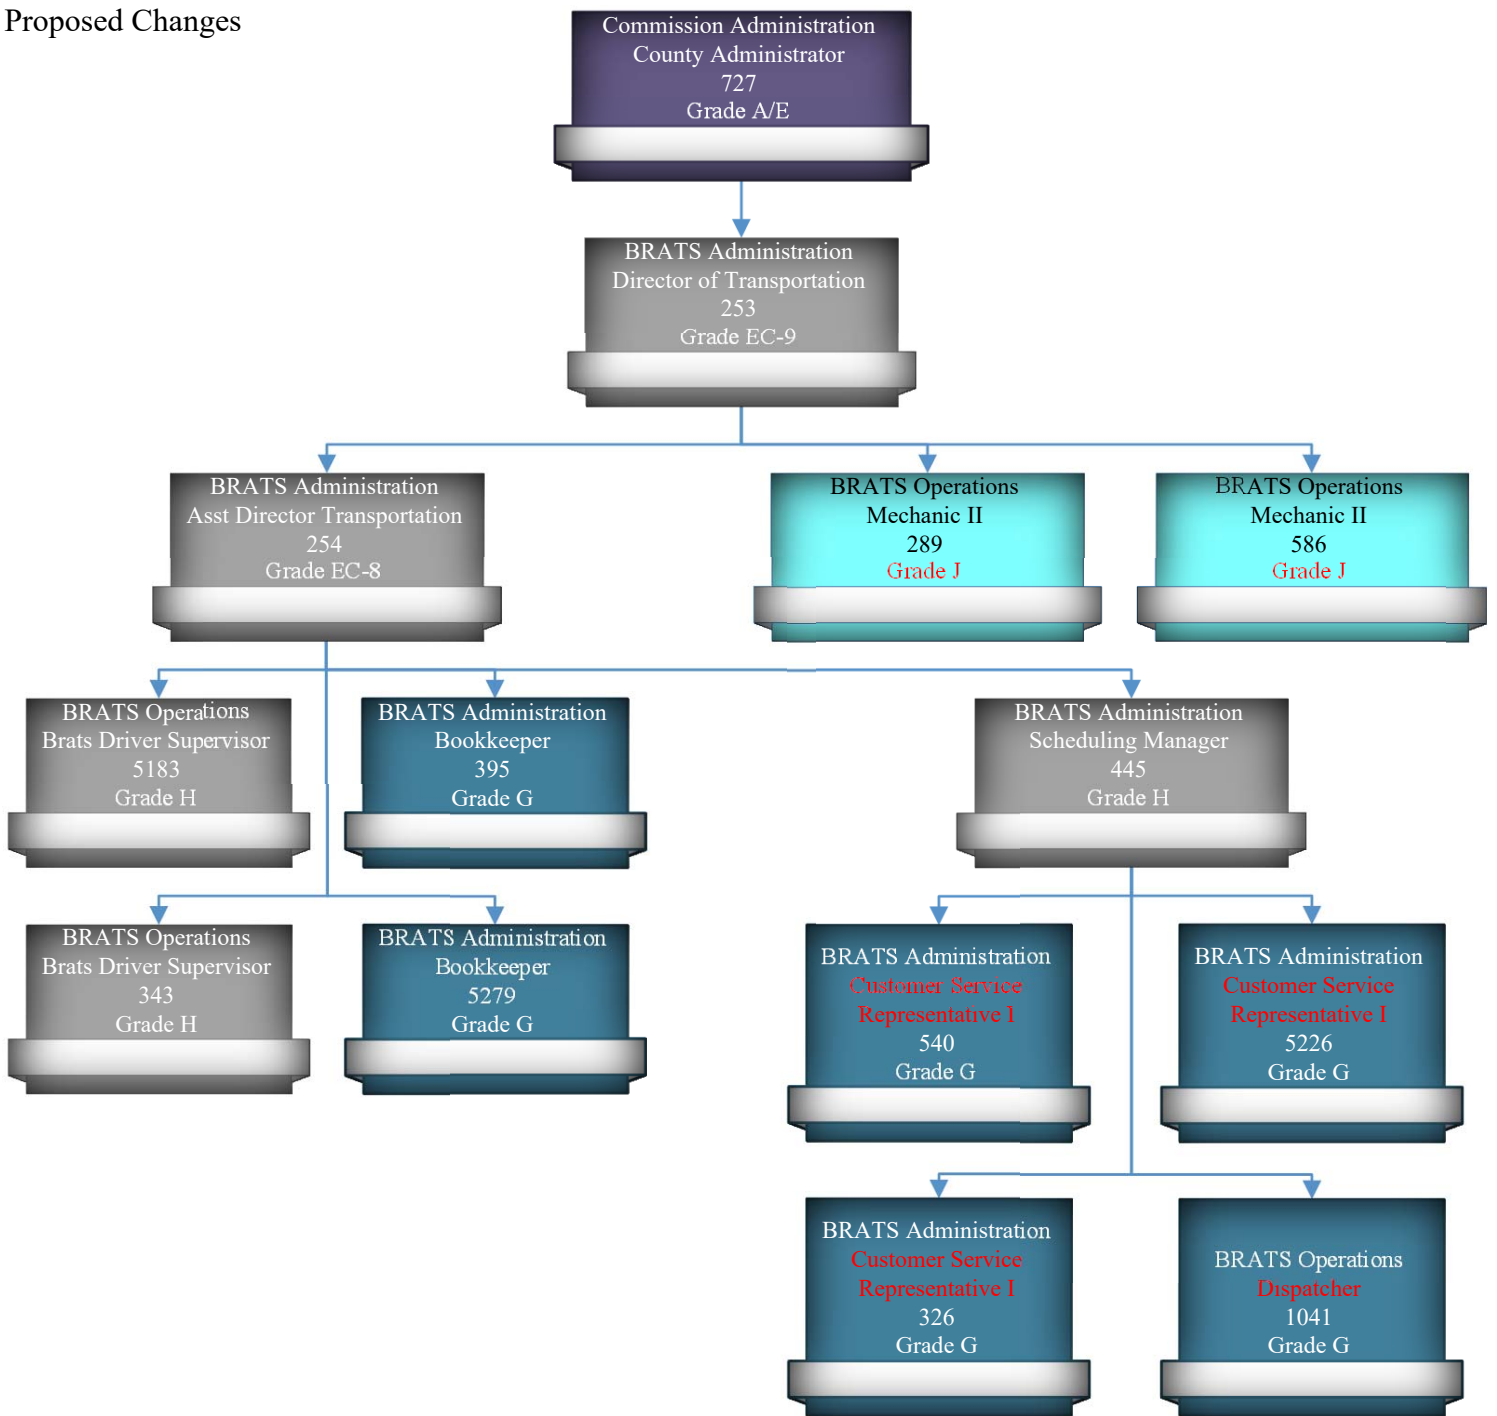 Proposed Changes
Commission Administration
County Administrator
727
Grade A/E
BRATS Administration
Director of Transportation
253
Grade EC-9
BRATS Administration
Asst Director Transportation
254
Grade EC-8
BRATS Operations
Mechanic II
289
Grade J
BRATS Operations
Mechanic II
586
Grade J
BRATS Operations
Brats Driver Supervisor
5183
Grade H
BRATS Administration
Bookkeeper
395
Grade G
BRATS Administration
Scheduling Manager
445
Grade H
BRATS Operations
Brats Driver Supervisor
343
Grade H
BRATS Administration
Bookkeeper
5279
Grade G
BRATS Administration
Customer Service
Representative I
540
Grade G
BRATS Administration
Customer Service
Representative I
5226
Grade G
BRATS Administration
Customer Service
Representative I
326
Grade G
BRATS Operations
Dispatcher
1041
Grade G